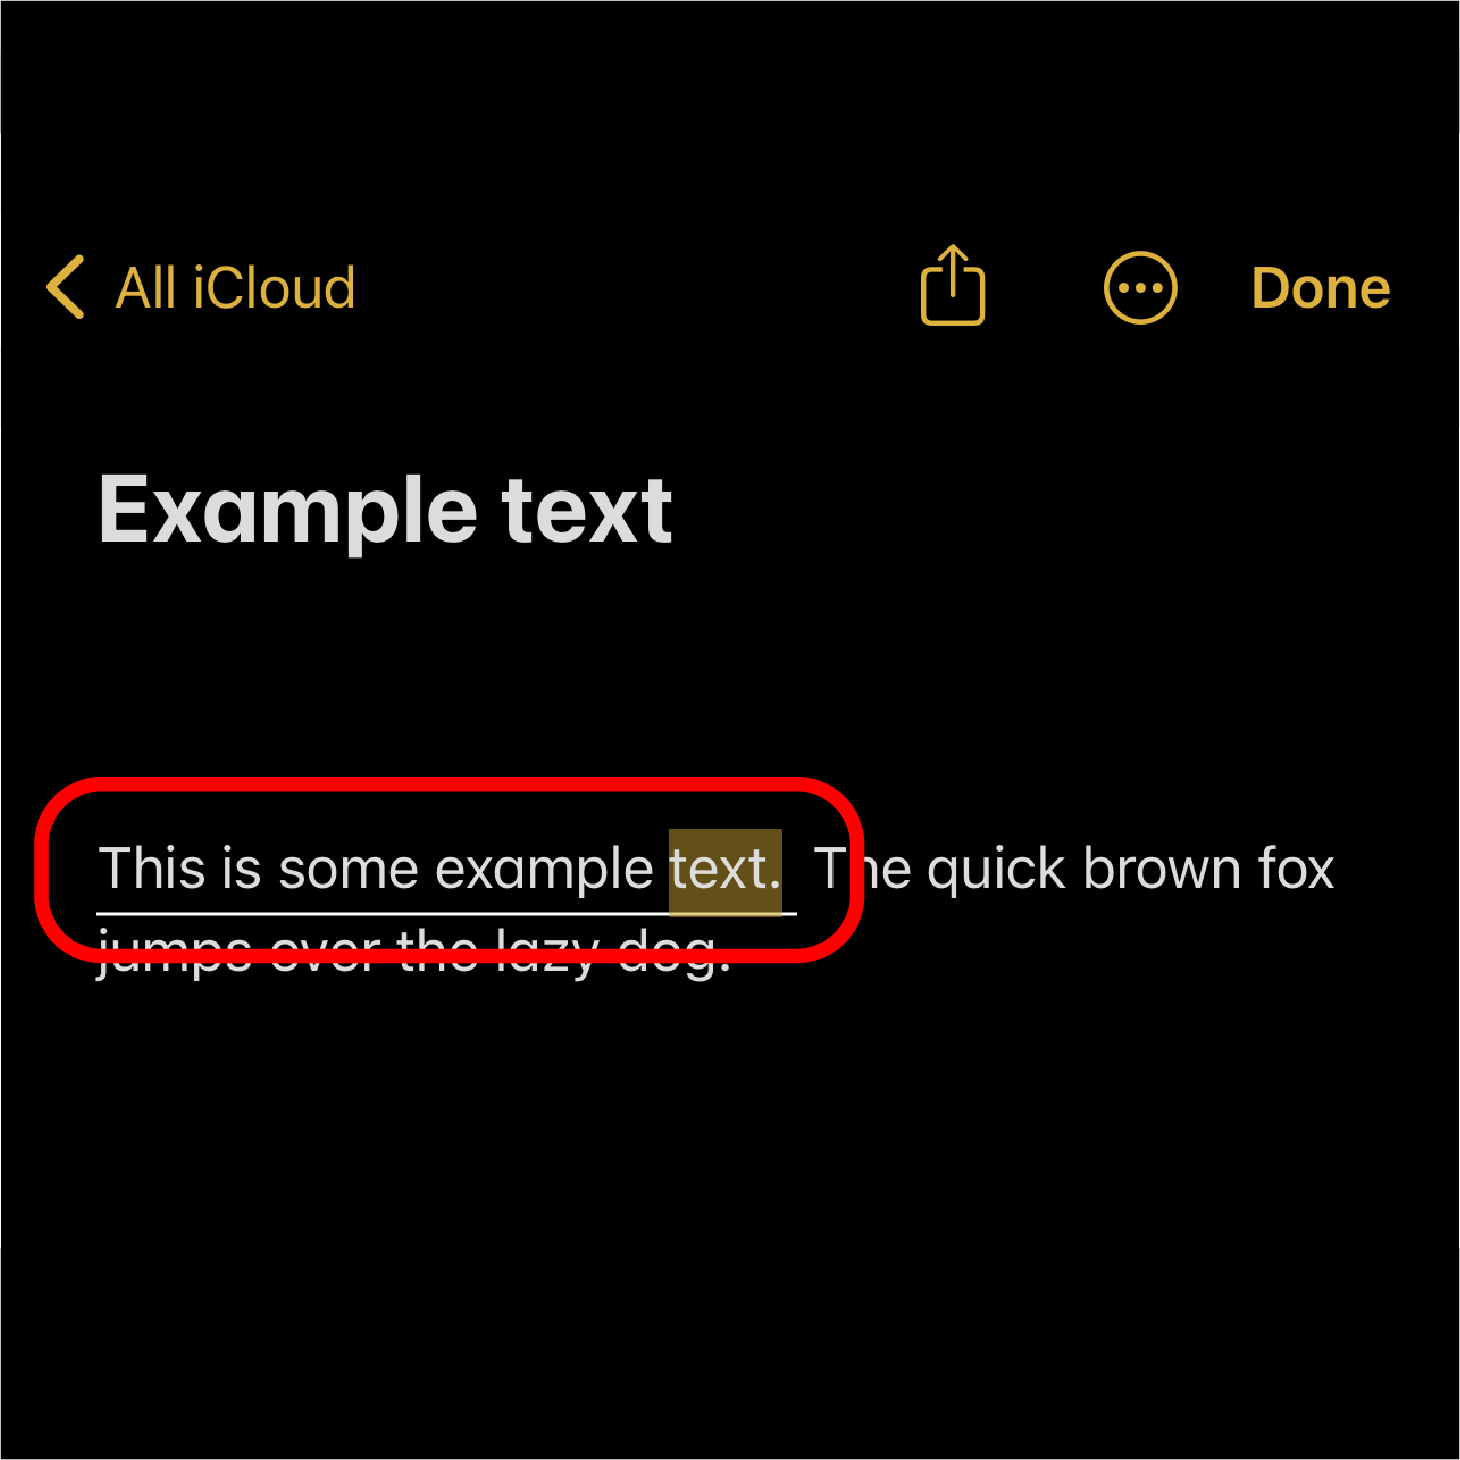 All iCloud
Done
Example text
This is some example text. The quick brown fox
jumps over the lazy dog.